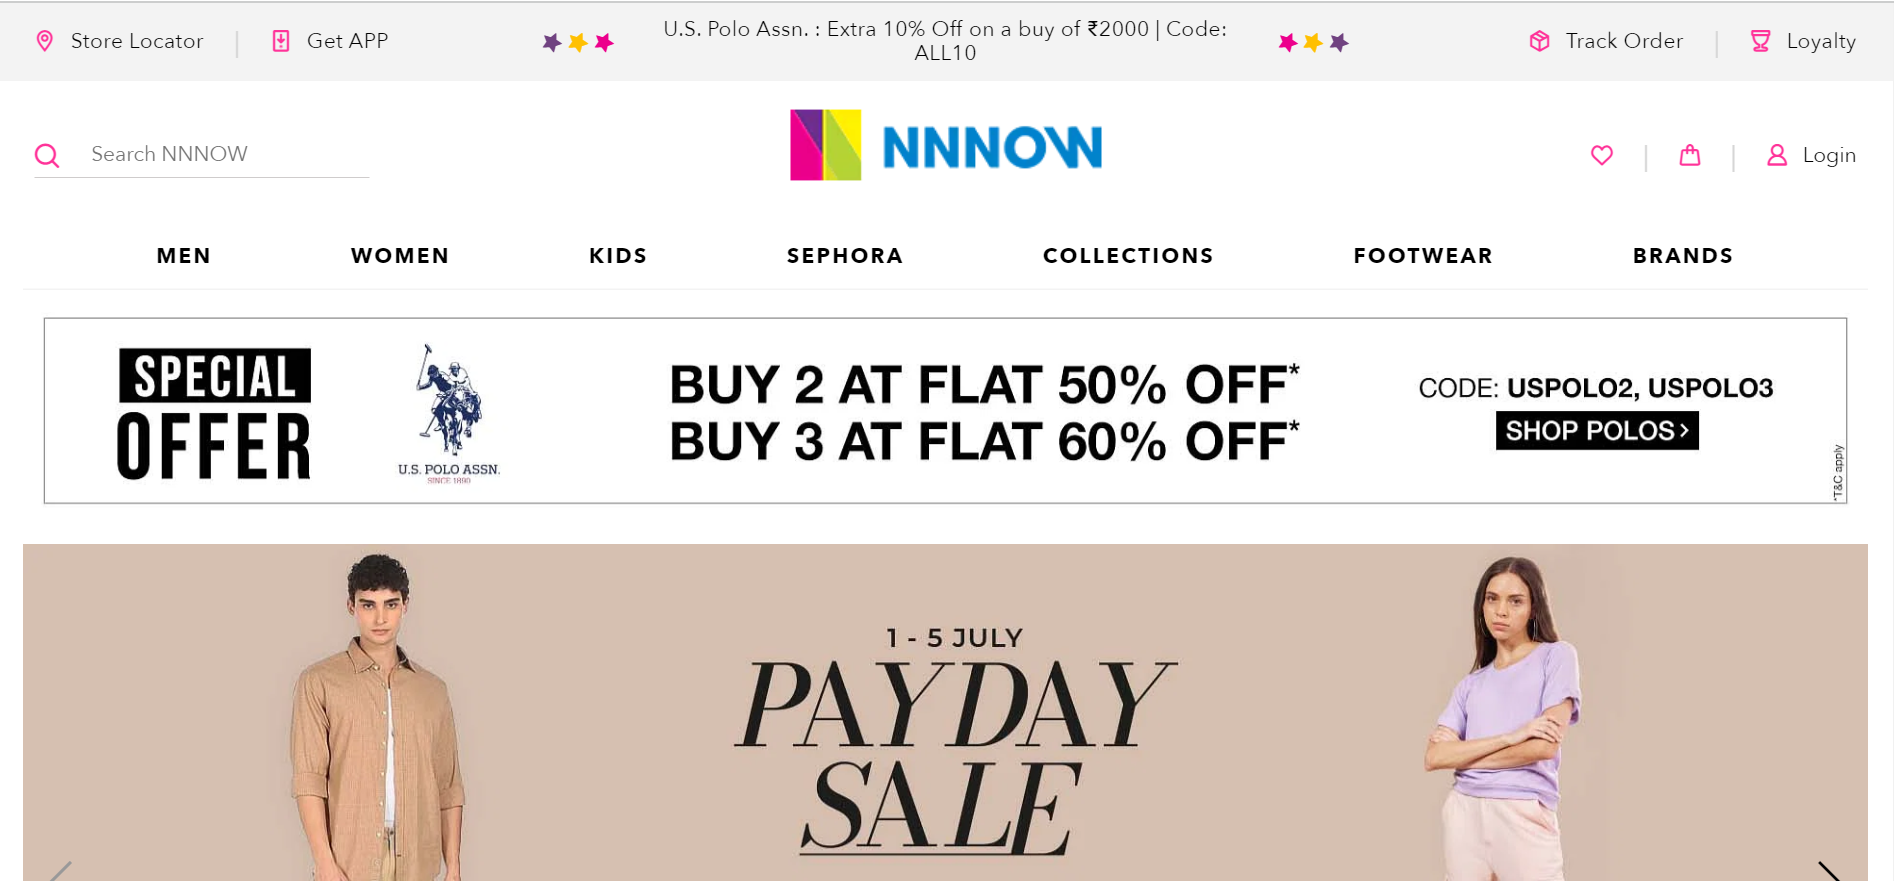 Store Locator
Get APP
U.S. Polo Assn. : Extra 10% Off on a buy of ₹2000 | Code:
ALL10
Track Order
Loyalty
Search NNNOW
NNNOW
Login
MEN
WOMEN
KIDS
SEPHORA
COLLECTIONS
FOOTWEAR
BRANDS
SPECIAL
OFFER
U.S. POLO ASSN.
SINCE 1890
BUY 2 AT FLAT 50% OFF*
BUY 3 AT FLAT 60% OFF*
CODE: USPOLO2, USPOLO3
SHOP POLOS >
*T&C apply
1 - 5 JULY
PAYDAY
SALE